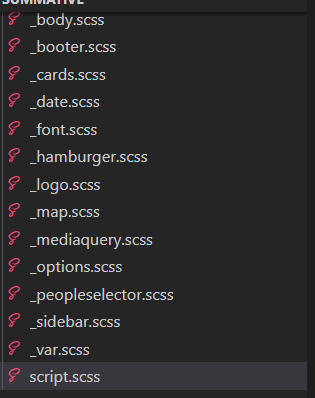 SUMMATIVE
_body.scss
_booter.scss
_cards.scss
_date.scss
_font.scss
_hamburger.scss
_logo.scss
_map.scss
_mediaquery.scss
_options.scss
_peopleselector.scss
_sidebar.scss
_var.scss
script.scss